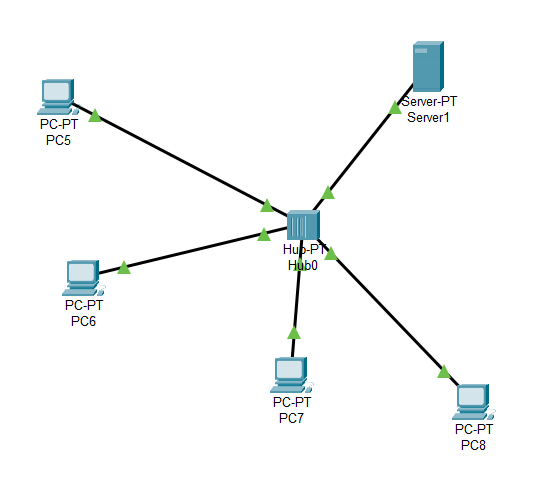 Server-PT
Server1
PC-PT
PC5
Hub-PT
Hub0
PC-PT
PC6
PC-PT
PC7
PC-PT
PC8